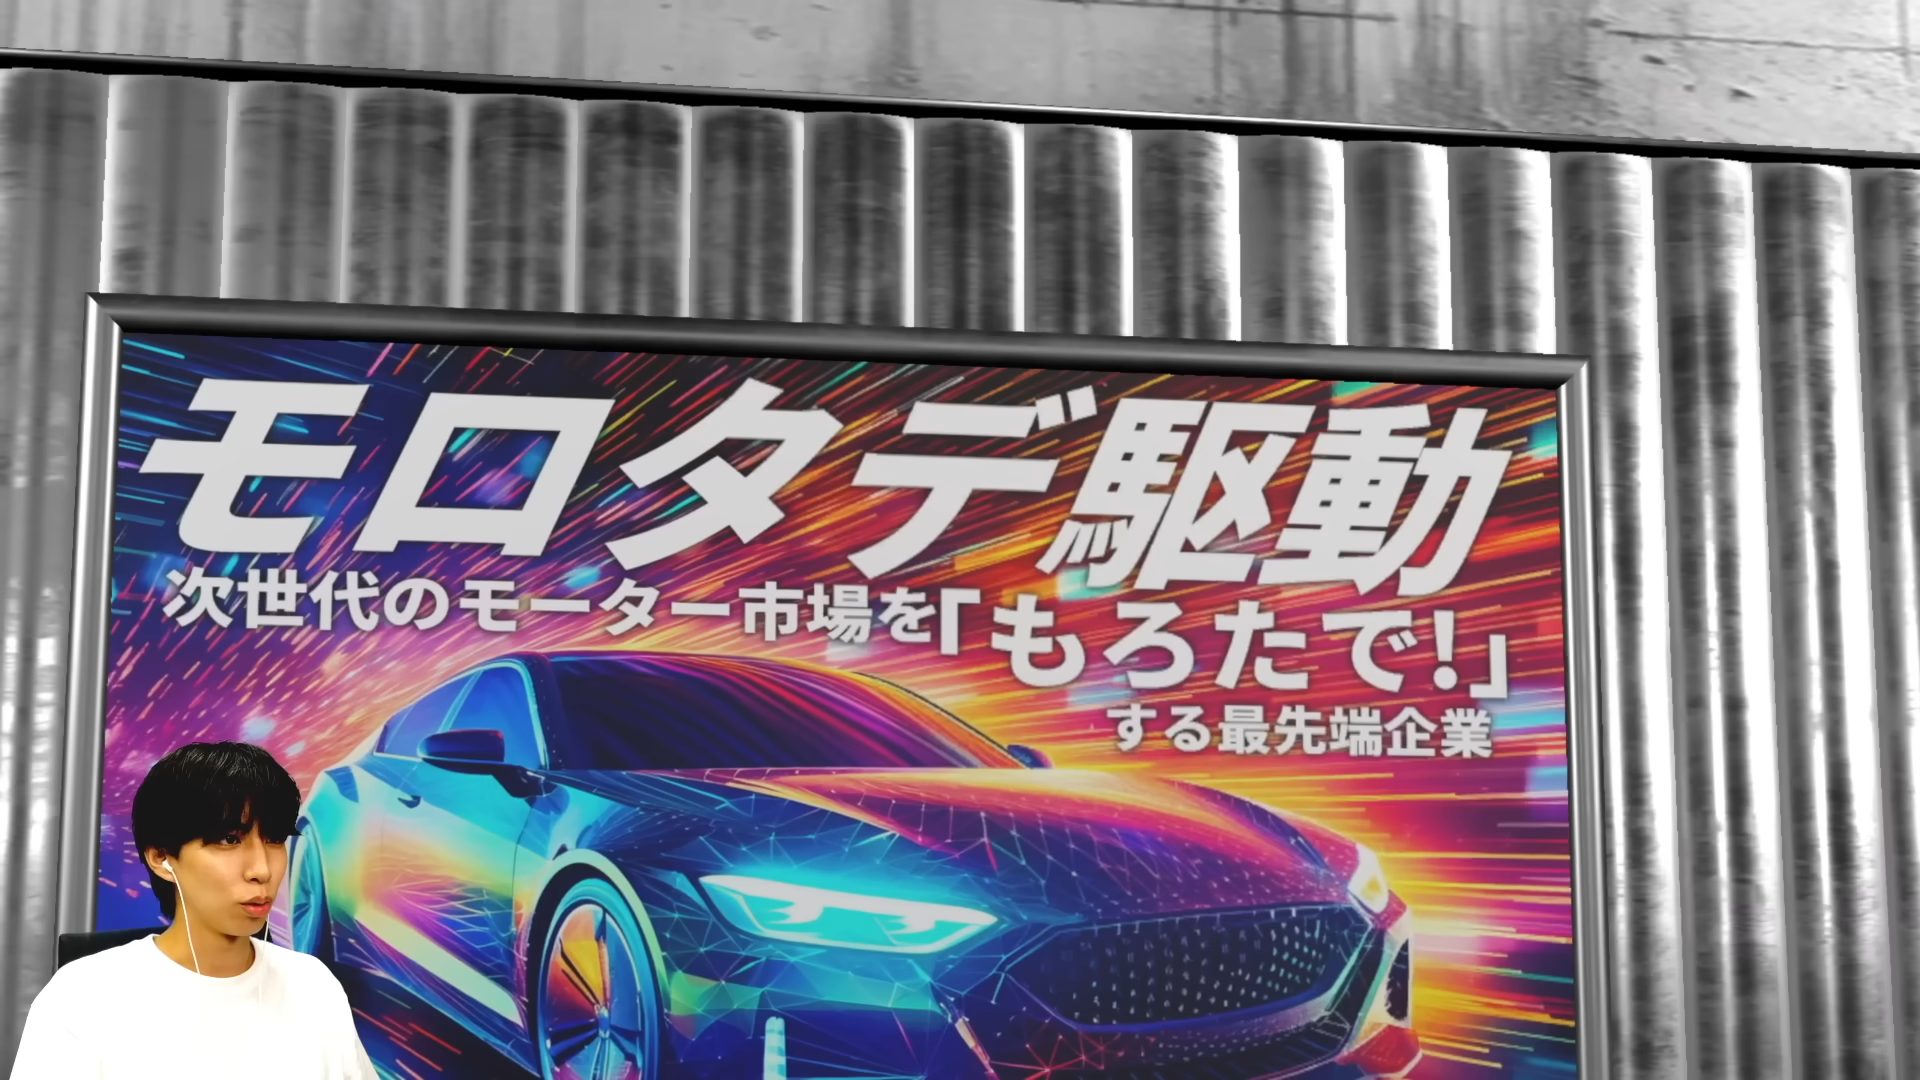 モロタデ駆動
次世代のモーター市場を「もろたで!」
する最先端企業